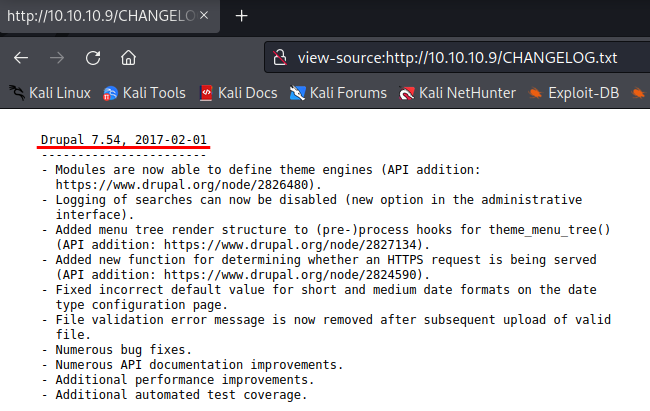 http://10.10.10.9/CHANGELO
view-source:http://10.10.10.9/CHANGELOG.txt
Kali Linux Kali Tools Kali Docs Kali Forums Kali NetHunter Exploit-DB
Drupal 7.54, 2017-02-01
-----------------------
- Modules are now able to define theme engines (API addition:
https://www.drupal.org/node/2826480).
- Logging of searches can now be disabled (new option in the administrative
interface).
- Added menu tree render structure to (pre-)process hooks for theme_menu_tree()
(API addition: https://www.drupal.org/node/2827134).
- Added new function for determining whether an HTTPS request is being served
(API addition: https://www.drupal.org/node/2824590).
- Fixed incorrect default value for short and medium date formats on the date
type configuration page.
- File validation error message is now removed after subsequent upload of valid
file.
- Numerous bug fixes.
- Numerous API documentation improvements.
- Additional performance improvements.
- Additional automated test coverage.